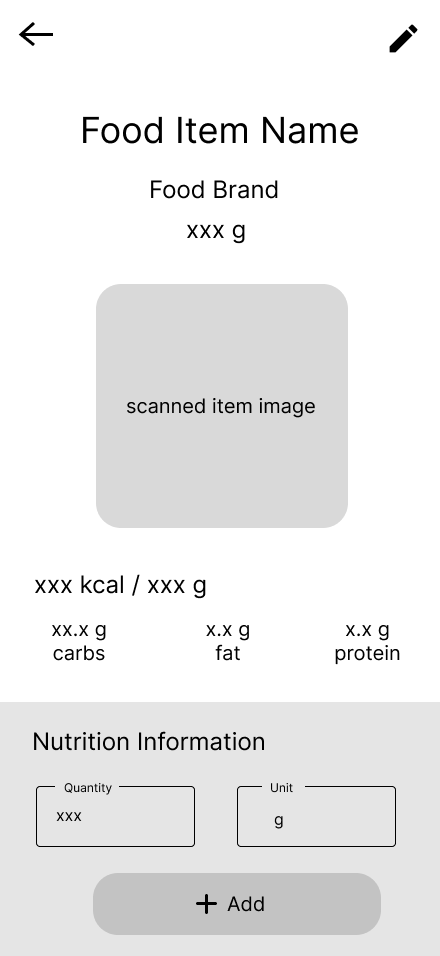 Food Item Name
Food Brand
xxx g
scanned item image
xxx kcal / xxx g
xx.x g x.x g x.x g
carbs fat protein
Nutrition Information
Quantity Unit
xxx g
+ Add